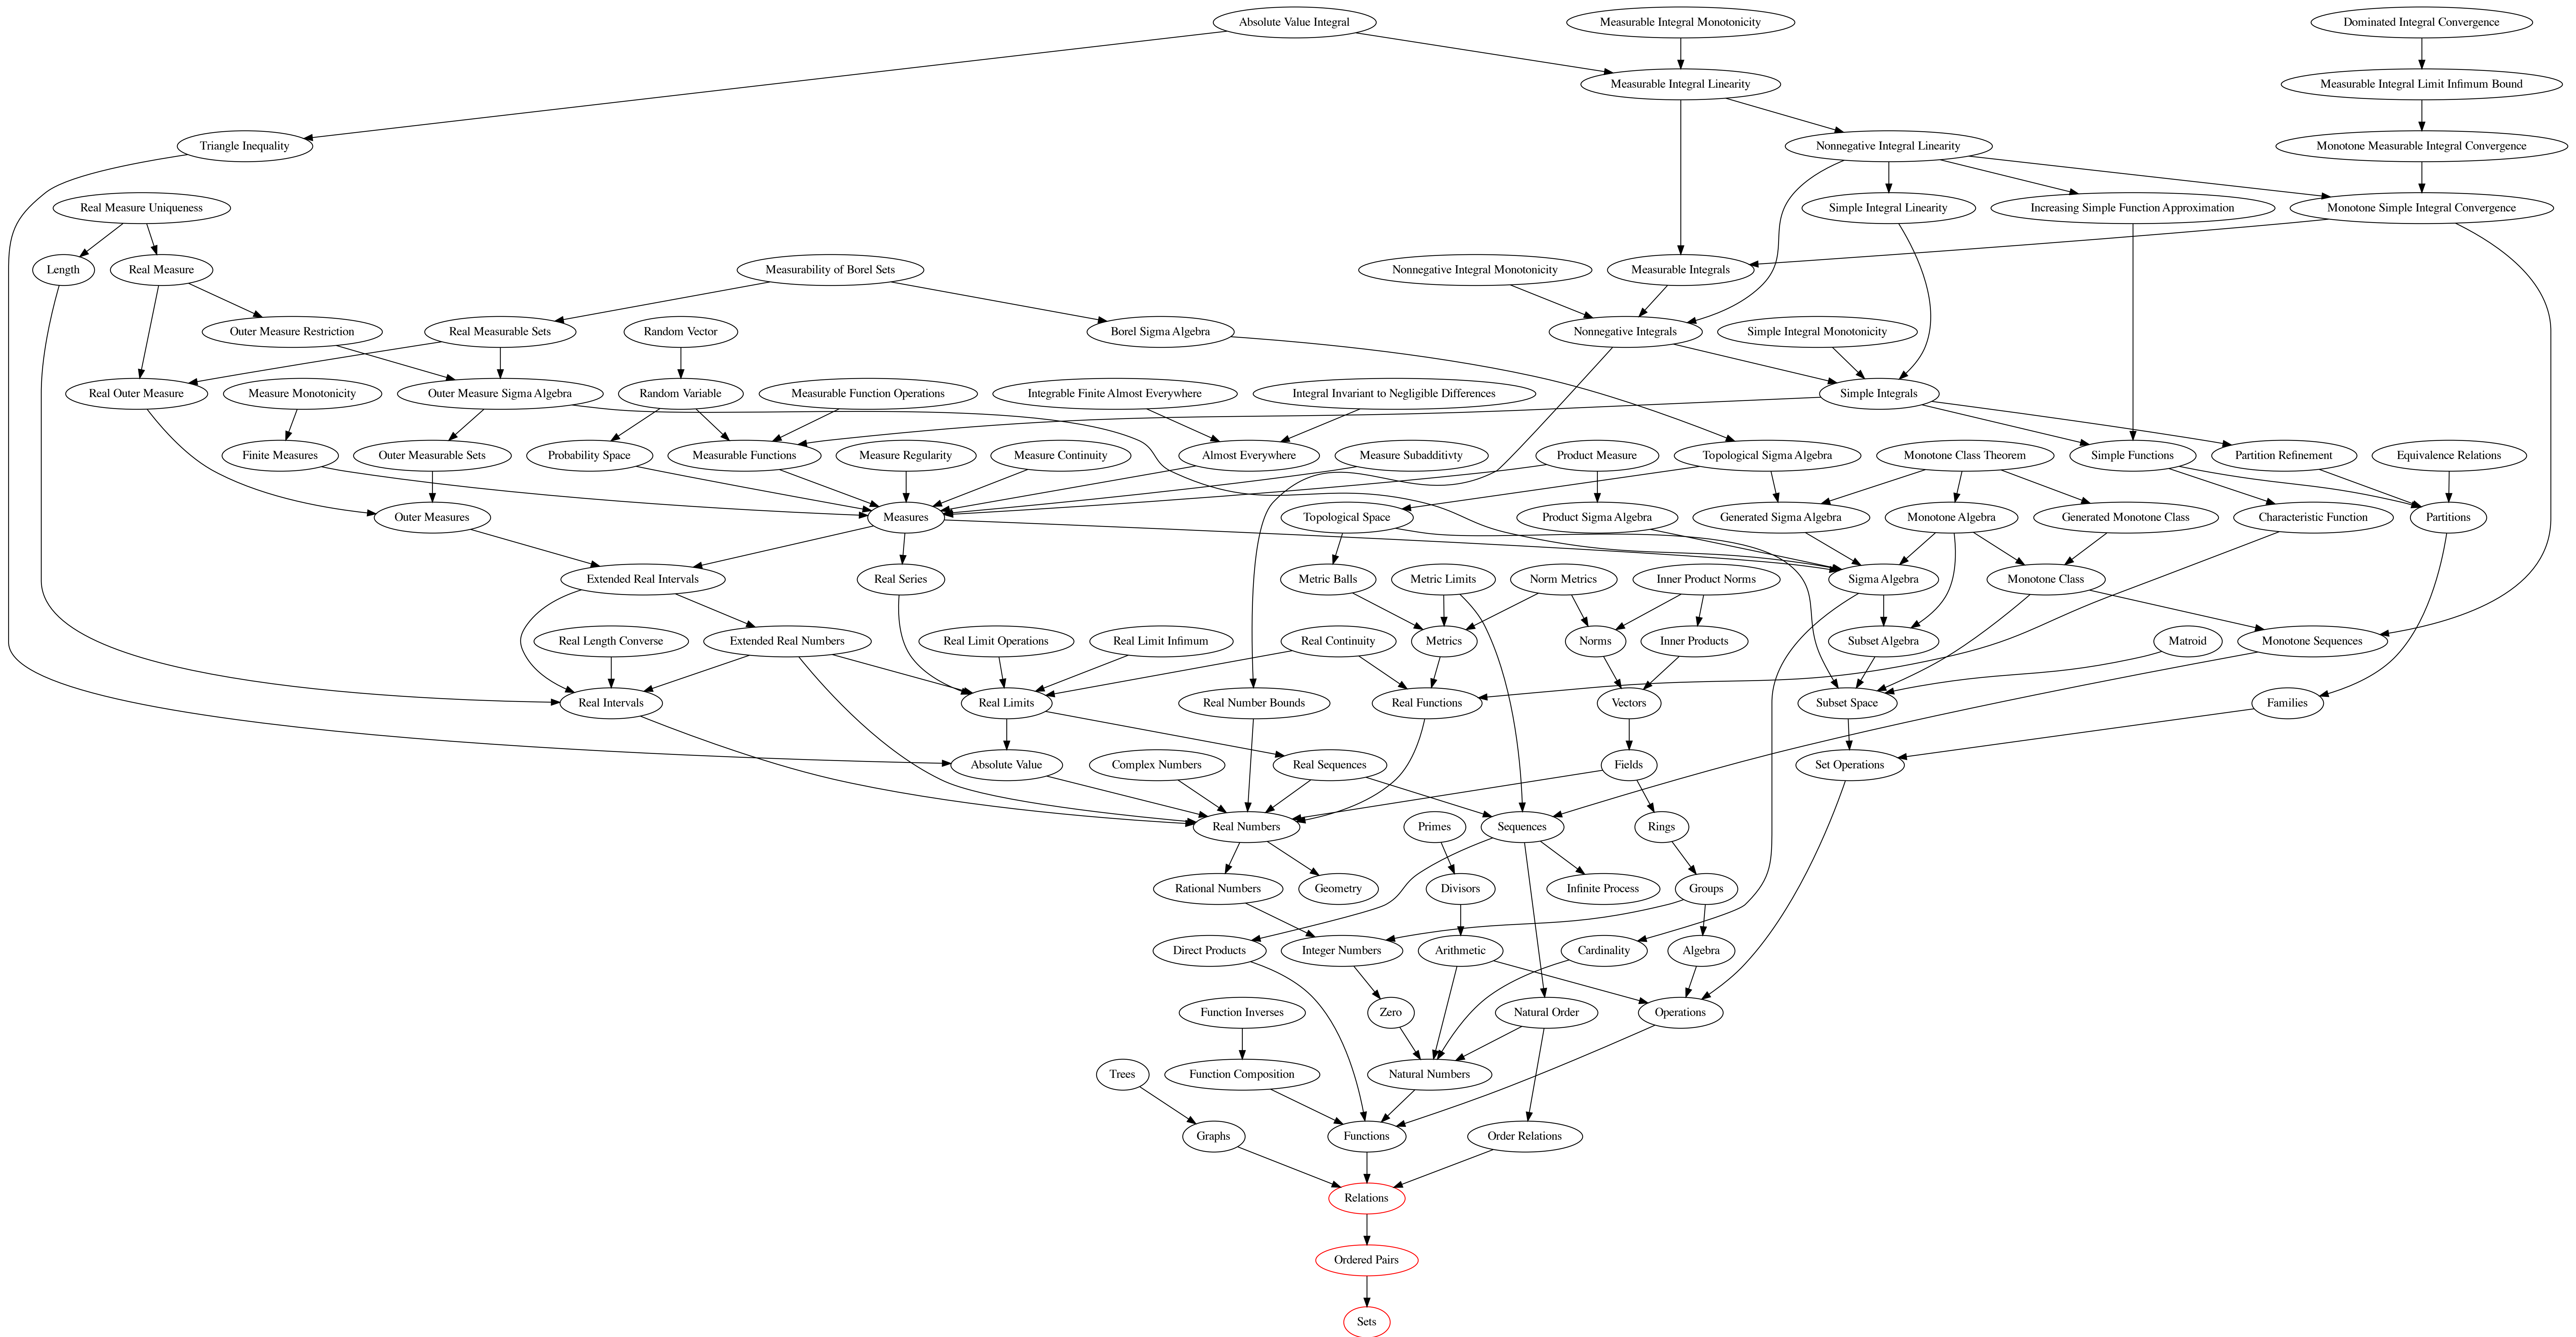 Absolute Value Integral
Measurable Integral Monotonicity
Dominated Integral Convergence
Measurable Integral Linearity
Measurable Integral Limit Infimum Bound
Triangle Inequality
Nonnegative Integral Linearity
Monotone Measurable Integral Convergence
Real Measure Uniqueness
Simple Integral Linearity
Increasing Simple Function Approximation
Monotone Simple Integral Convergence
Length
Real Measure
Measurability of Borel Sets
Nonnegative Integral Monotonicity
Measurable Integrals
Outer Measure Restriction
Real Measurable Sets
Random Vector
Borel Sigma Algebra
Nonnegative Integrals
Simple Integral Monotonicity
Real Outer Measure
Measure Monotonicity
Outer Measure Sigma Algebra
Random Variable
Measurable Function Operations
Integrable Finite Almost Everywhere
Integral Invariant to Negligible Differences
Simple Integrals
Finite Measures
Outer Measurable Sets
Probability Space
Measurable Functions
Measure Regularity
Measure Continuity
Almost Everywhere
Measure Subadditivty
Product Measure
Topological Sigma Algebra
Monotone Class Theorem
Simple Functions
Partition Refinement
Equivalence Relations
Outer Measures
Measures
Topological Space
Product Sigma Algebra
Generated Sigma Algebra
Monotone Algebra
Generated Monotone Class
Characteristic Function
Partitions
Extended Real Intervals
Real Series
Metric Balls
Metric Limits
Norm Metrics
Inner Product Norms
Sigma Algebra
Monotone Class
Real Length Converse
Extended Real Numbers
Real Limit Operations
Real Limit Infimum
Real Continuity
Metrics
Norms
Inner Products
Subset Algebra
Matroid
Monotone Sequences
Real Intervals
Real Limits
Real Number Bounds
Real Functions
Vectors
Subset Space
Families
Absolute Value
Complex Numbers
Real Sequences
Fields
Set Operations
Real Numbers
Primes
Sequences
Rings
Rational Numbers
Geometry
Divisors
Infinite Process
Groups
Direct Products
Integer Numbers
Arithmetic
Cardinality
Algebra
Function Inverses
Zero
Natural Order
Operations
Trees
Function Composition
Natural Numbers
Graphs
Functions
Order Relations
Relations
Ordered Pairs
Sets